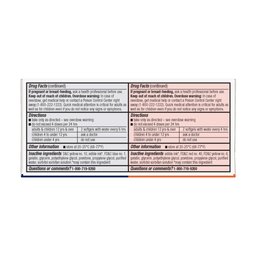 Drug Facts (continued)
If pregnant or breast-feeding, ask a health professional before use.
Keep out of reach of children. Overdose warning: In case of
overdose, get medical help or contact a Poison Control Center right
away (1-800-222-1222). Quick medical attention is critical for adults as
well as for children even if you do not notice any signs or symptoms.
Directions
■ take only as directed - see overdose warning
■ do not exceed 4 doses per 24 hrs
adults & children 12 yrs & over 2 softgels with water every 4 hrs
children 4 to under 12 yrs ask a doctor
children under 4 yrs do not use
Other information ■ store at 20-25°C (68-77°F)
Inactive ingredients
gelatin, glycerin, polyethylene glycol, povidone, propylene glycol, purified
water, sorbitol sorbitan solution
Questions or comments? 1-800-719-9260
Drug Facts (continued)
If pregnant or breast-feeding, ask a health professional before use.
Keep out of reach of children. Overdose warning: In case of
overdose, get medical help or contact a Poison Control Center right
away (1-800-222-1222). Quick medical attention is critical for adults as
well as for children even if you do not notice any signs or symptoms.
Directions
■ take only as directed - see overdose warning
■ do not exceed 4 doses per 24 hrs
adults & children 12 yrs & over 2 softgels with water every 4 hrs
children 4 to under 12 yrs ask a doctor
children under 4 yrs do not use
Other information ■ store at 20-25°C (68-77°F)
Inactive ingredients edible ink
gelatin, glycerin, polyethylene glycol, povidone, propylene glycol, purified
water, sorbitol sorbitan solution
Questions or comments? 1-800-719-9260